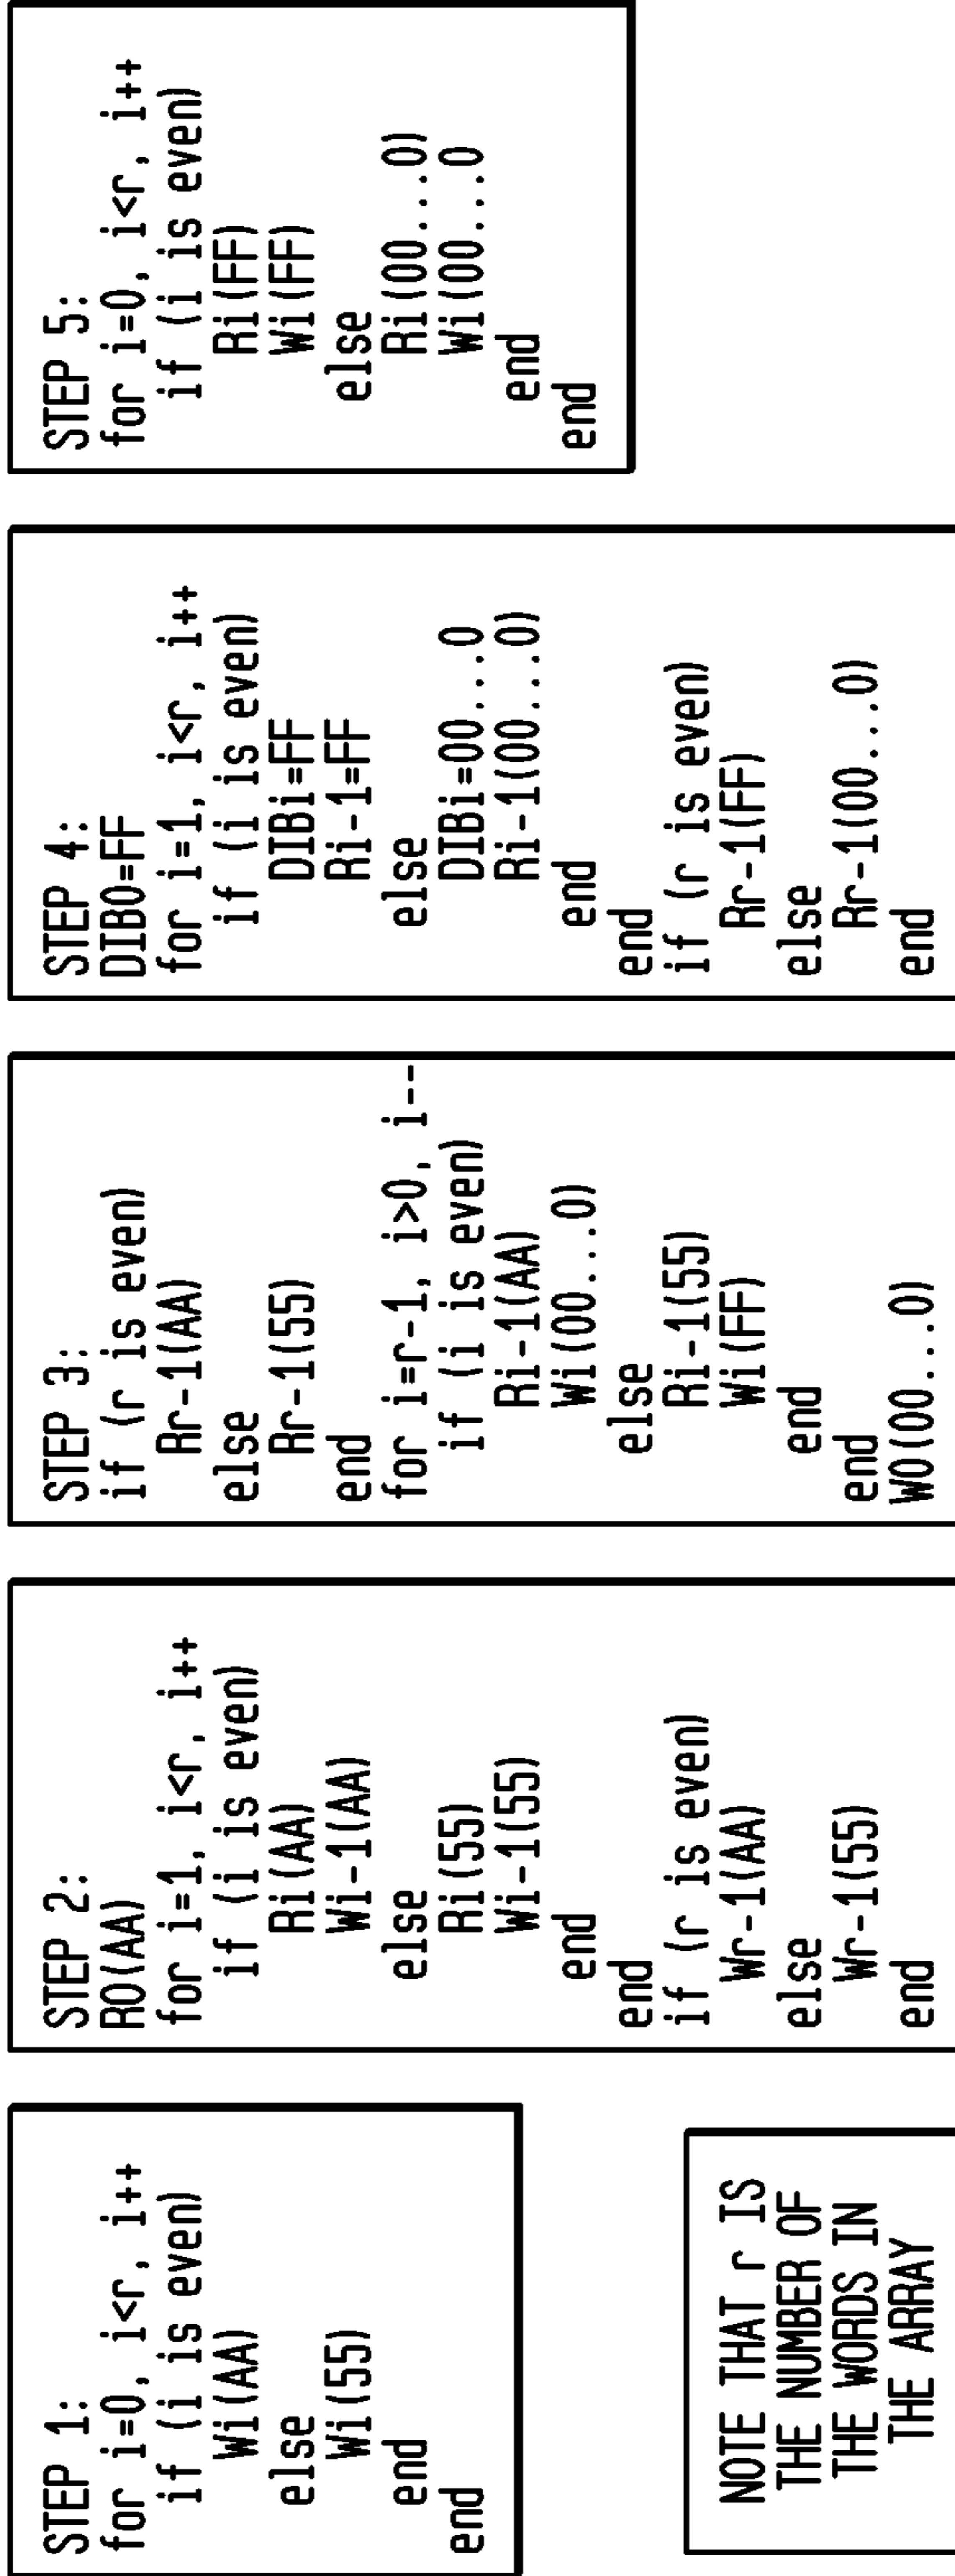 STEP 1:
for i=0, i<r, i++
if (i is even)
Wi(AA)
else
Wi(55)
end
end
NOTE THAT r IS
THE NUMBER OF
THE WORDS IN
THE ARRAY
STEP 2:
R0(AA)
for i=1, i<r, i++
if (i is even)
Ri(AA)
Wi-1(AA)
else
Ri(55)
Wi-1(55)
end
end
if (r is even)
Wr-1(AA)
else
Wr-1(55)
end
STEP 3:
if (r is even)
Rr-1(AA)
else
Rr-1(55)
end
for i=r-1, i>0, i--
if (i is even)
Ri-1(AA)
Wi(00...0)
else
Ri-1(55)
Wi(FF)
end
end
W0(00...0)
STEP 4:
DIB0=FF
for i=1, i<r, i++
if (i is even)
DIBi=FF
Ri-1=FF
else
DIBi=00...0
Ri-1(00...0)
end
end
if (r is even)
Rr-1(FF)
else
Rr-1(00...0)
end
STEP 5:
for i=0, i<r, i++
if (i is even)
Ri(FF)
Wi(FF)
else
Ri(00...0)
Wi(00...0
end
end